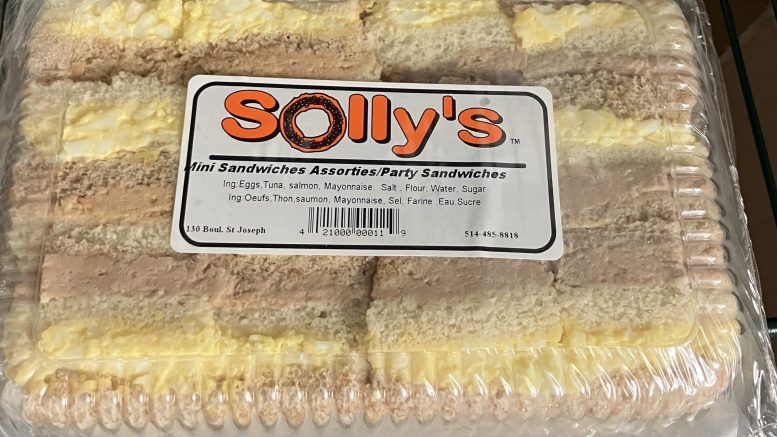 Solly's TM
Mini Sandwiches Assorties/Party Sandwiches
Ing:Eggs,Tuna, salmon, Mayonnaise. Salt , Flour, Water, Sugar
Ing:Oeufs,Thon,saumon, Mayonnaise, Sel, Farine ,Eau,Sucre
4 21000 00011 9
130 Boul. St Joseph 514-485-8818